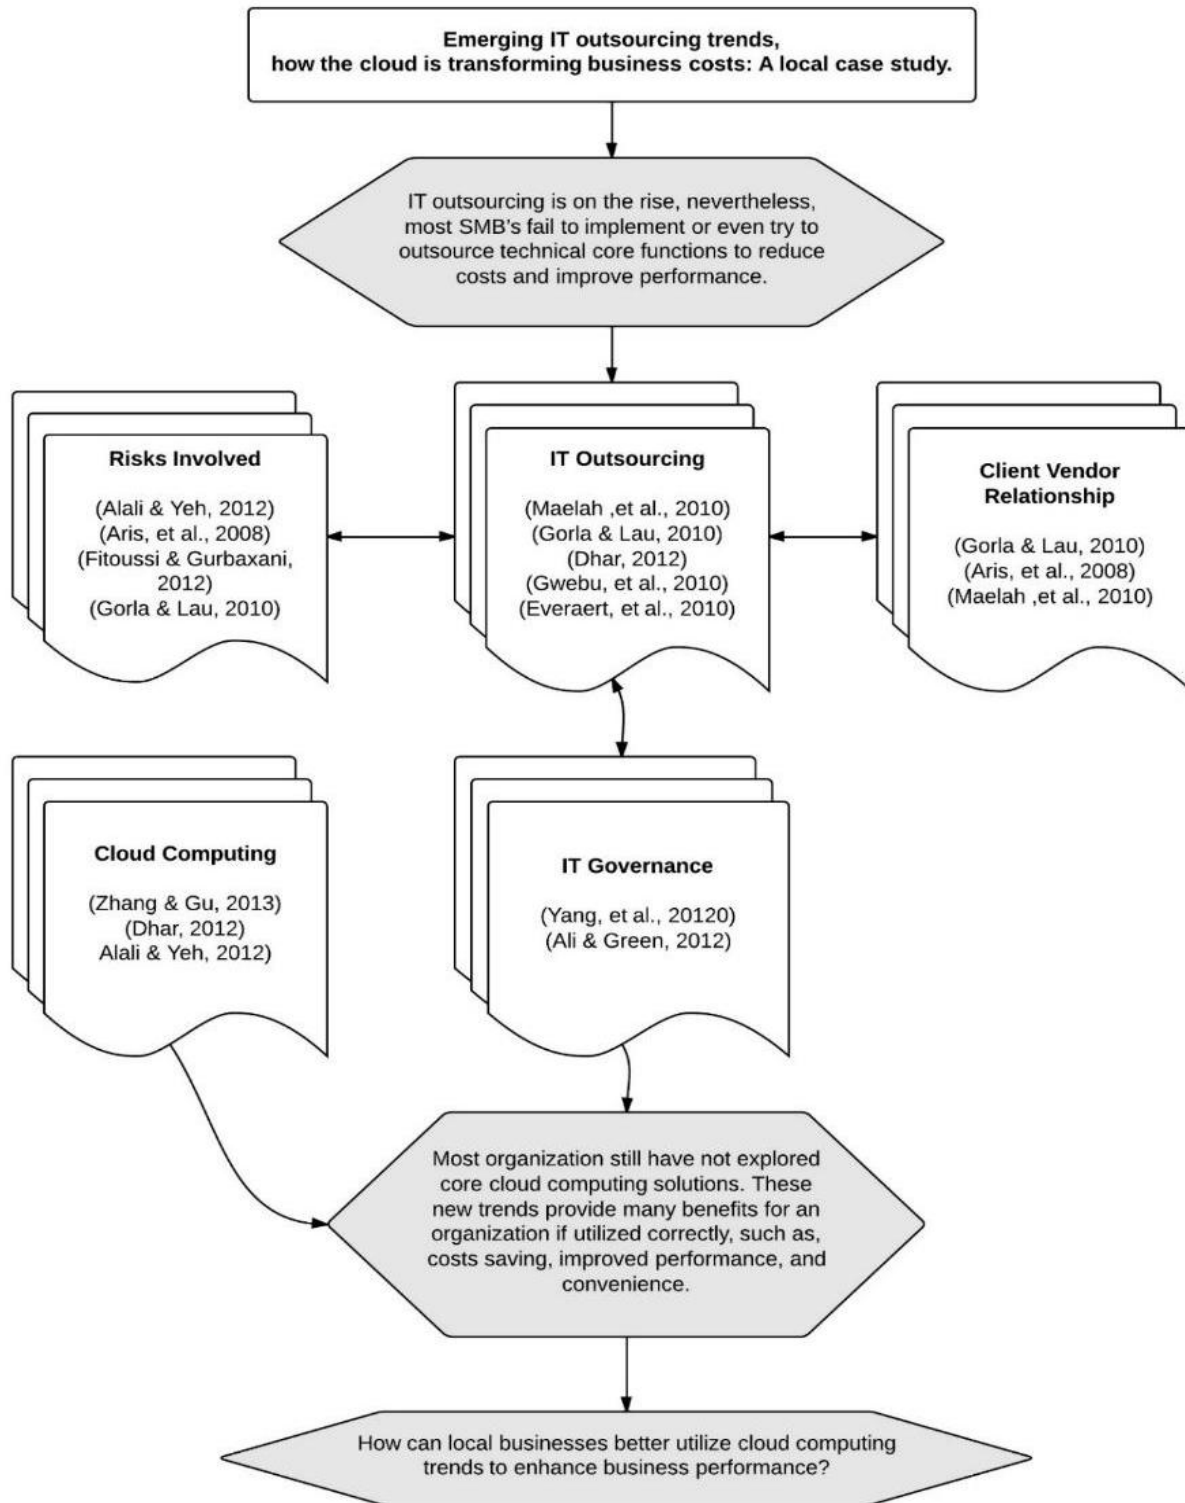 Emerging IT outsourcing trends,
how the cloud is transforming business costs: A local case study.
IT outsourcing is on the rise, nevertheless,
most SMB's fail to implement or even try to
outsource technical core functions to reduce
costs and improve performance.
Risks Involved
(Alali & Yeh, 2012)
(Aris, et al., 2008)
(Fitoussi & Gurbaxani,
2012)
(Gorla & Lau, 2010)
IT Outsourcing
(Maelah ,et al., 2010)
(Gorla & Lau, 2010)
(Dhar, 2012)
(Gwebu, et al., 2010)
(Everaert, et al., 2010)
Client Vendor
Relationship
(Gorla & Lau, 2010)
(Aris, et al., 2008)
(Maelah ,et al., 2010)
Cloud Computing
(Zhang & Gu, 2013)
(Dhar, 2012)
Alali & Yeh, 2012)
IT Governance
(Yang, et al., 20120)
(Ali & Green, 2012)
Most organization still have not explored
core cloud computing solutions. These
new trends provide many benefits for an
organization if utilized correctly, such as,
costs saving, improved performance, and
convenience.
How can local businesses better utilize cloud computing
trends to enhance business performance?